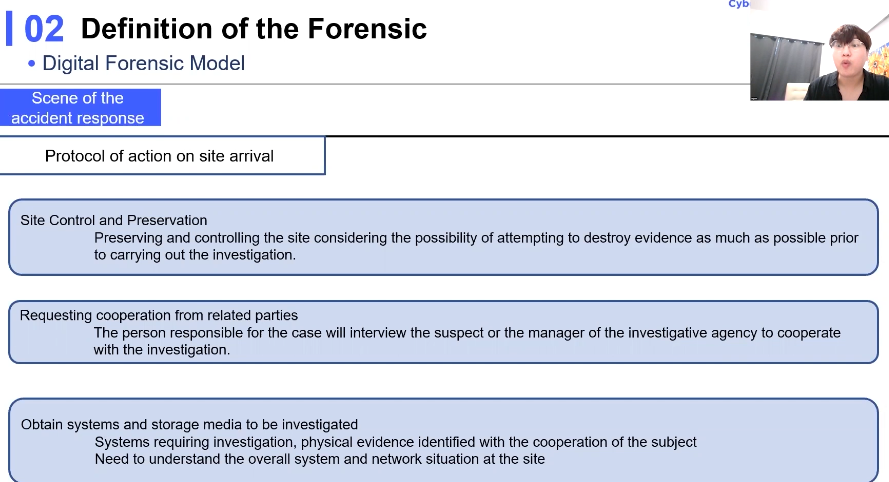 Cyb
02 Definition of the Forensic
• Digital Forensic Model
Scene of the
accident response
Protocol of action on site arrival
Site Control and Preservation
Preserving and controlling the site considering the possibility of attempting to destroy evidence as much as possible prior
to carrying out the investigation.
Requesting cooperation from related parties
The person responsible for the case will interview the suspect or the manager of the investigative agency to cooperate
with the investigation.
Obtain systems and storage media to be investigated
Systems requiring investigation, physical evidence identified with the cooperation of the subject
Need to understand the overall system and network situation at the site